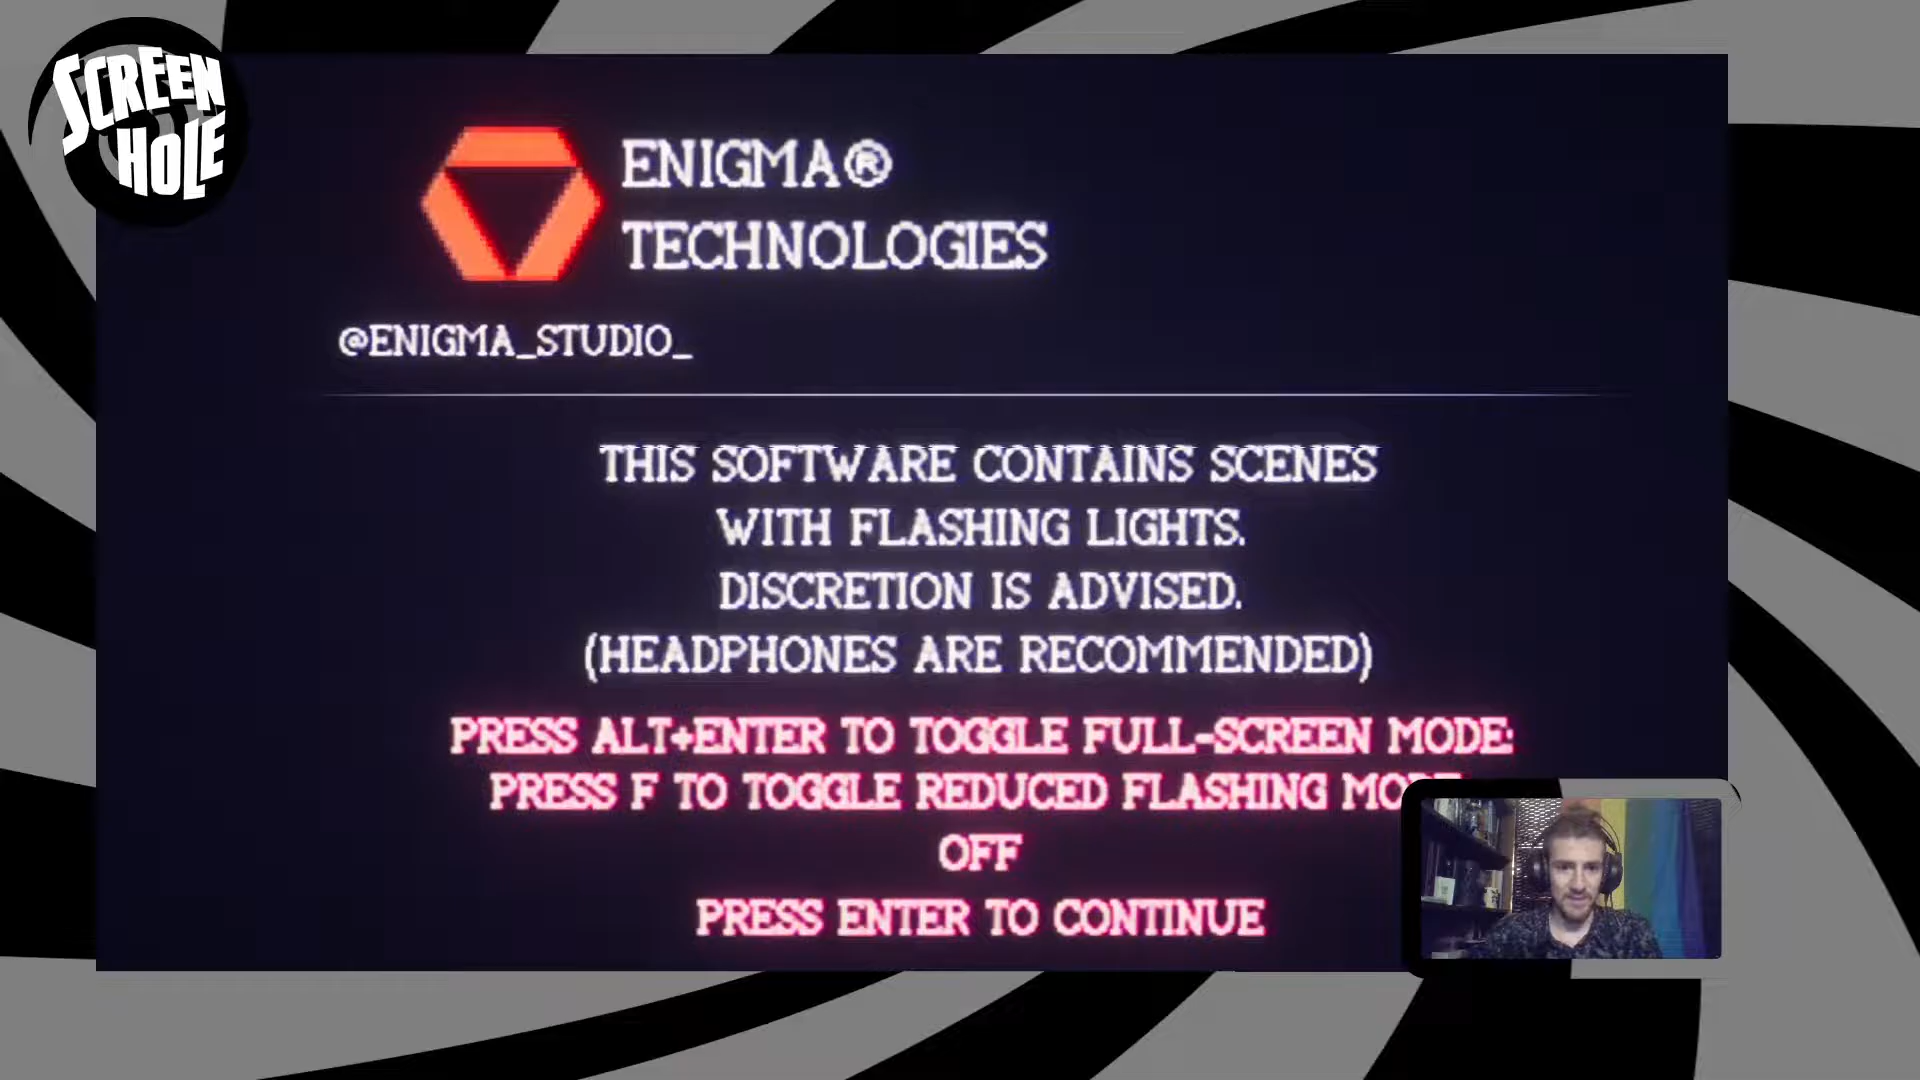 SCREEN
HOLE
ENIGMA®
TECHNOLOGIES
@ENIGMA_STUDIO_
THIS SOFTWARE CONTAINS SCENES
WITH FLASHING LIGHTS.
DISCRETION IS ADVISED.
(HEADPHONES ARE RECOMMENDED)
PRESS ALT+ENTER TO TOGGLE FULL-SCREEN MODE:
PRESS F TO TOGGLE REDUCED FLASHING
OFF
PRESS ENTER TO CONTINUE